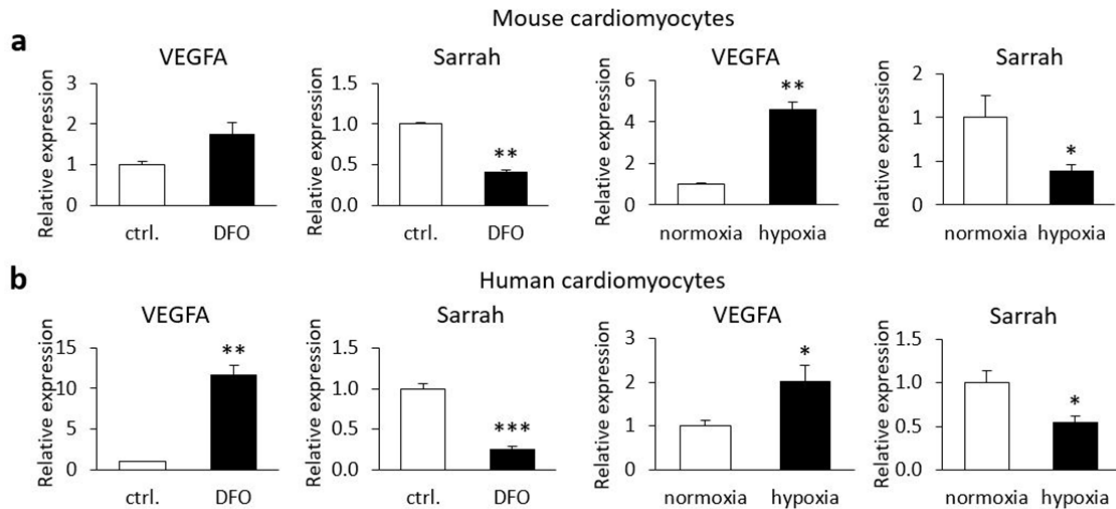 Mouse cardiomyocytes
a
VEGFA
Relative expression
3
2
1
0
ctrl.
DFO
Sarrah
Relative expression
1.5
1.0
0.5
0.0
**
ctrl.
DFO
VEGFA
Relative expression
6
4
2
0
**
normoxia
hypoxia
Sarrah
Relative expression
2
1
1
0
*
normoxia
hypoxia
Human cardiomyocytes
b
VEGFA
Relative expression
15
10
5
0
**
ctrl.
DFO
Sarrah
Relative expression
1.5
1.0
0.5
0.0
***
ctrl.
DFO
VEGFA
Relative expression
3
2
1
0
*
normoxia
hypoxia
Sarrah
Relative expression
1.5
1.0
0.5
0.0
*
normoxia
hypoxia